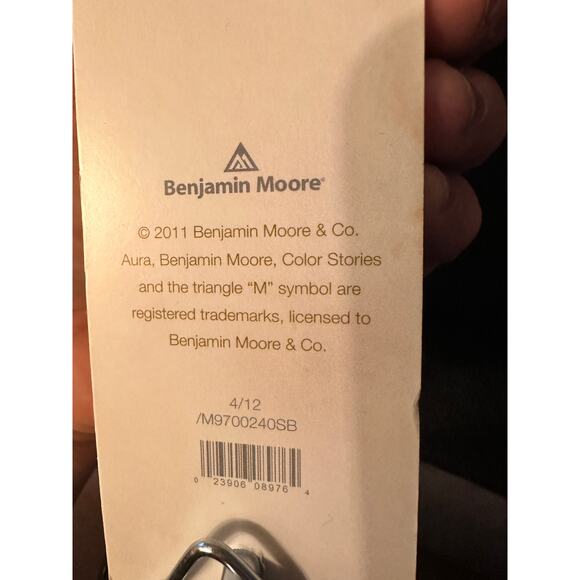 Benjamin Moore®
© 2011 Benjamin Moore & Co.
Aura, Benjamin Moore, Color Stories
and the triangle “M” symbol are
registered trademarks, licensed to
Benjamin Moore & Co.
4/12
/M9700240SB
0 23906 08976 4